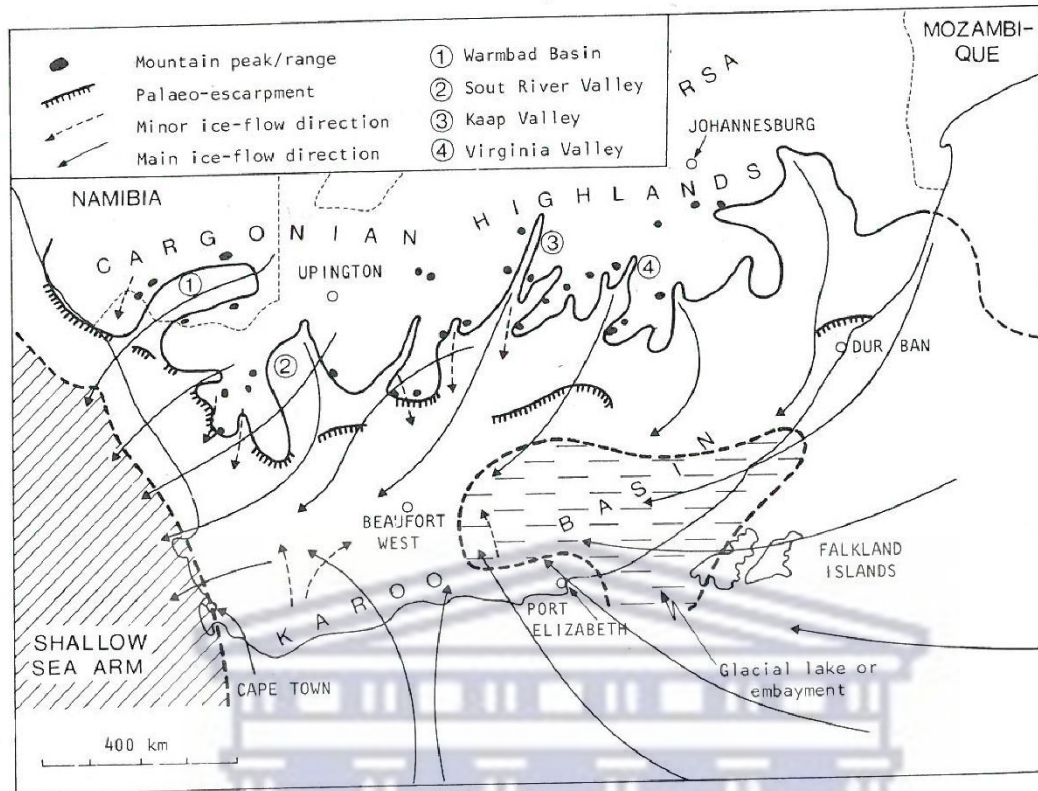 Mountain peak/range
Palaeo-escarpment
Minor ice-flow direction
Main ice-flow direction
① Warmbad Basin
② Sout River Valley
③ Kaap Valley
④ Virginia Valley
MOZAMBI-
QUE
RSA
JOHANNESBURG
NAMIBIA
CARGONIAN HIGHLANDS
①
UPINGTON
③
④
②
DURBAN
BEAUFORT
WEST
KAROO BASIN
FALKLAND
ISLANDS
PORT
ELIZABETH
SHALLOW
SEA ARM
CAPE TOWN
Glacial lake or
embayment
400 km